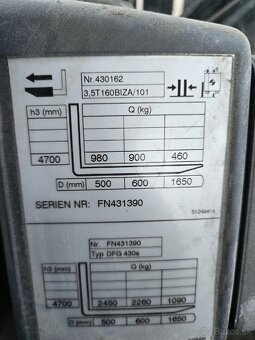 Nr.430162
3,5T160BIZA/101
h3 (mm) Q (kg)
4700 980 900 460
D (mm) 500 600 1650
SERIEN NR: FN431390
Nr. FN431390
Typ DFG 430a
h3 (mm) Q (kg)
4700 2450 2260 1090
D (mm) 500 600 1650